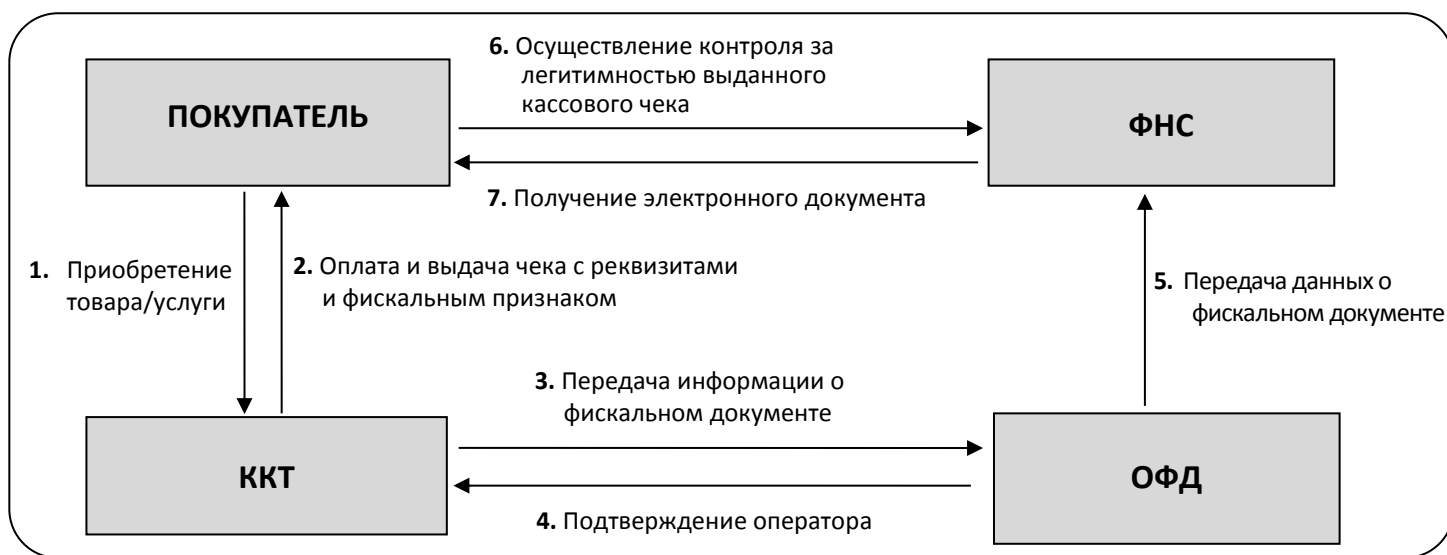 6. Осуществление контроля за
легитимностью выданного
кассового чека
ПОКУПАТЕЛЬ
ФНС
7. Получение электронного документа
1. Приобретение
товара/услуги
2. Оплата и выдача чека с реквизитами
и фискальным признаком
5. Передача данных о
фискальном документе
3. Передача информации о
фискальном документе
ККТ
ОФД
4. Подтверждение оператора